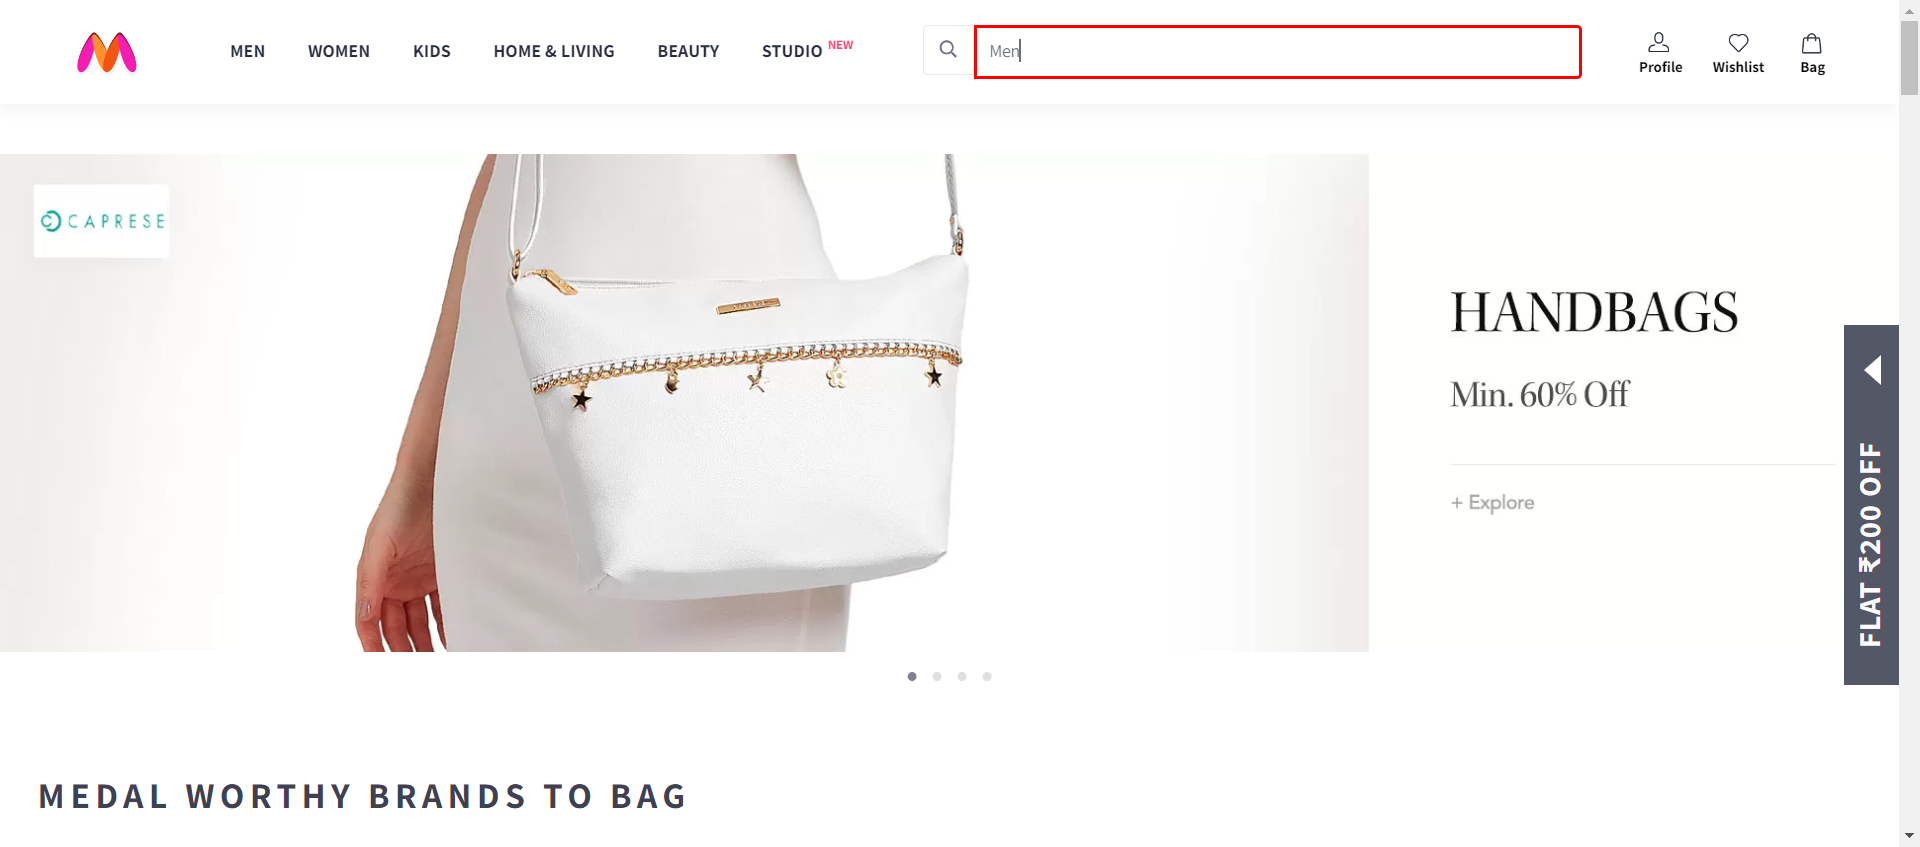 MEN WOMEN KIDS HOME & LIVING BEAUTY STUDIO NEW Men Profile Wishlist Bag
CAPRESE
HANDBAGS
Min. 60% Off
+ Explore
FLAT ₹200 OFF
MEDAL WORTHY BRANDS TO BAG